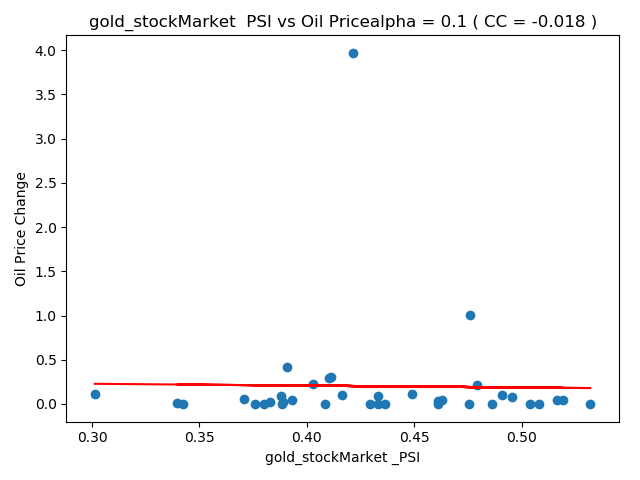 gold_stockMarket  PSI vs Oil Pricealpha = 0.1 ( CC = -0.018 )
4.0
3.5
3.0
2.5
2.0
1.5
1.0
0.5
0.0
Oil Price Change
0.30 0.35 0.40 0.45 0.50
gold_stockMarket _PSI